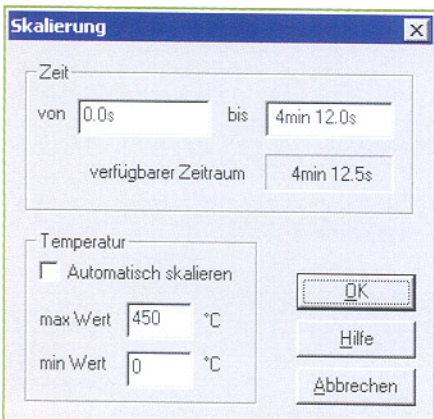 Skalierung
Zeit
von 0.0s bis 4min 12.0s
verfügbarer Zeitraum 4min 12.5s
Temperatur
Automatisch skalieren
max Wert 450 °C
min Wert 0 °C
OK
Hilfe
Abbrechen